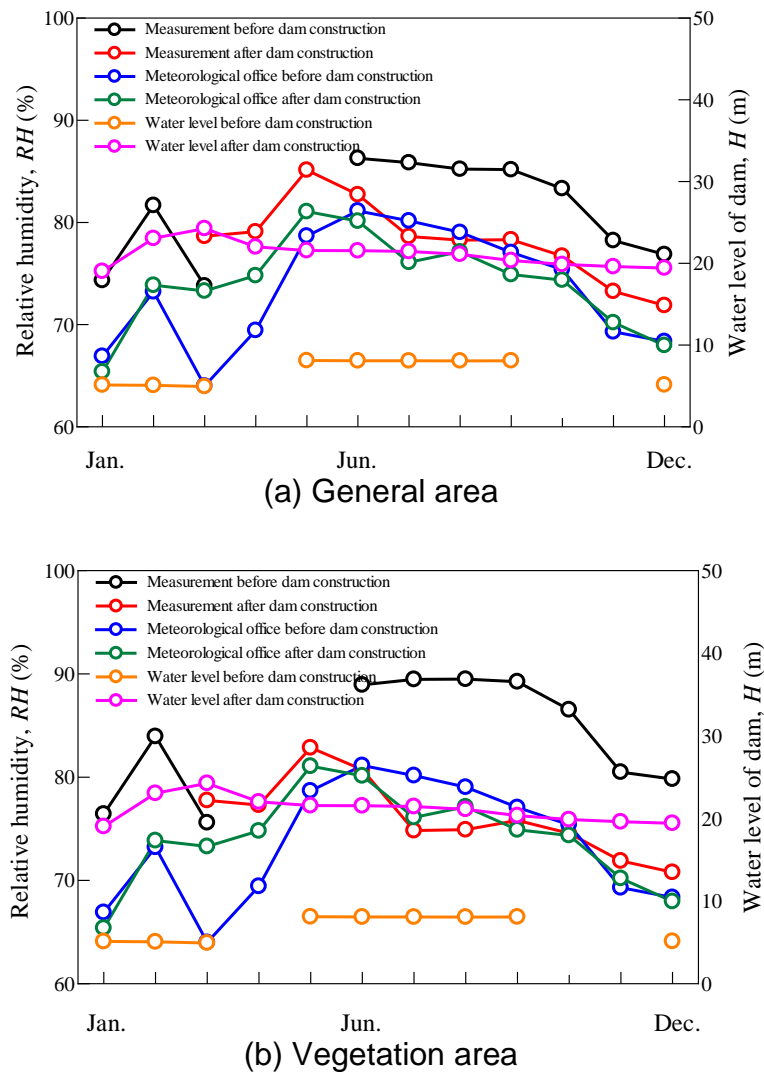 100
90
80
70
60
Relative humidity, RH (%)
Measurement before dam construction
Measurement after dam construction
Meteorological office before dam construction
Meteorological office after dam construction
Water level before dam construction
Water level after dam construction
50
40
30
20
10
0
Water level of dam, H (m)
Jan.
Jun.
Dec.
(a) General area
100
90
80
70
60
Relative humidity, RH (%)
Measurement before dam construction
Measurement after dam construction
Meteorological office before dam construction
Meteorological office after dam construction
Water level before dam construction
Water level after dam construction
50
40
30
20
10
0
Water level of dam, H (m)
Jan.
Jun.
Dec.
(b) Vegetation area